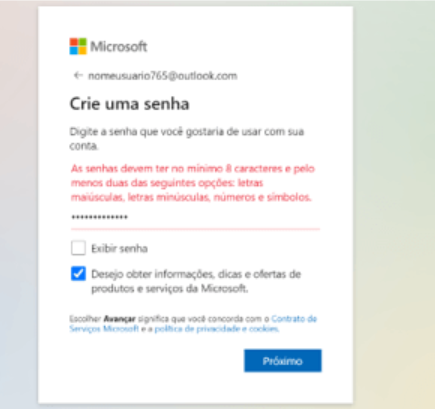 Microsoft
← nomeusuario765@outlook.com
Crie uma senha
Digite a senha que você gostaria de usar com sua
conta.
As senhas devem ter no mínimo 8 caracteres e pelo
menos duas das seguintes opções: letras
maiúsculas, letras minúsculas, números e símbolos.
•••••••••••••
Exibir senha
Desejo obter informações, dicas e ofertas de
produtos e serviços da Microsoft.
Escolher Avançar significa que você concorda com o Contrato de
Serviços Microsoft e a política de privacidade e cookies.
Próximo